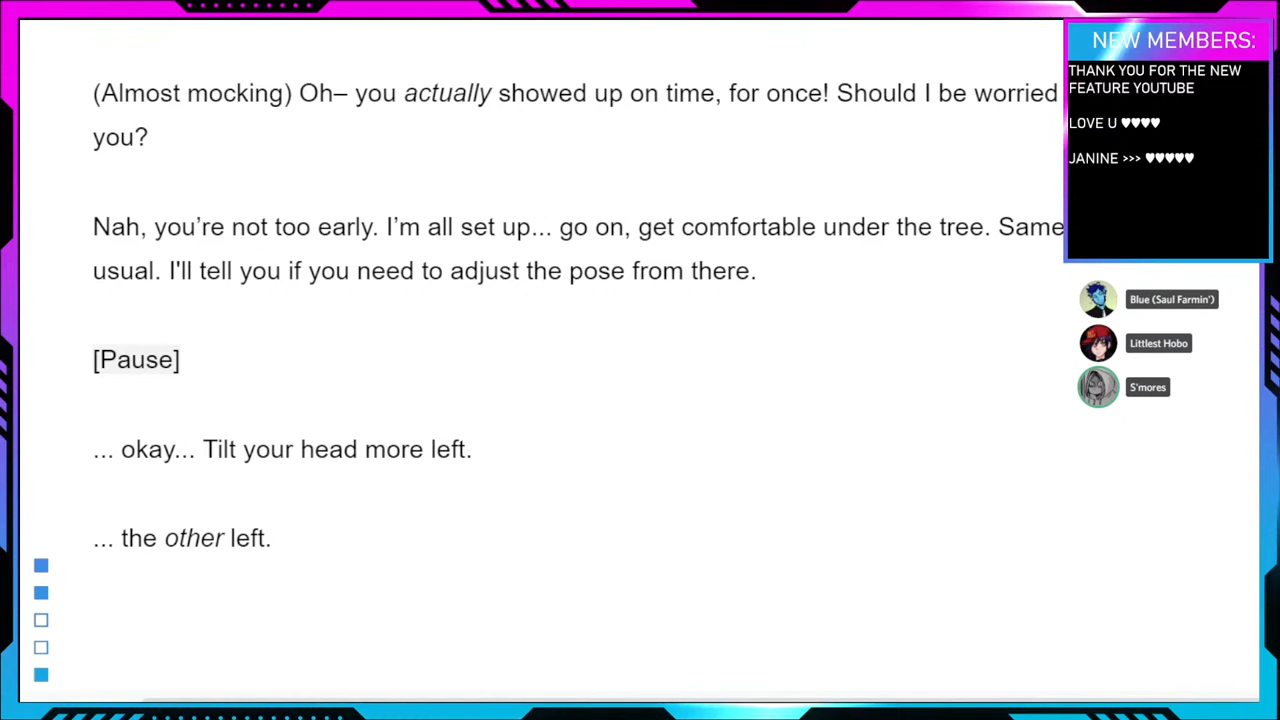 (Almost mocking) Oh– you actually showed up on time, for once! Should I be worried
you?
Nah, you’re not too early. I’m all set up... go on, get comfortable under the tree. Same
usual. I'll tell you if you need to adjust the pose from there.
[Pause]
... okay... Tilt your head more left.
... the other left.
NEW MEMBERS:
THANK YOU FOR THE NEW
FEATURE YOUTUBE
LOVE U ♥♥♥♥
JANINE >>> ♥♥♥♥♥
Blue (Saul Farmin')
Littlest Hobo
S'mores